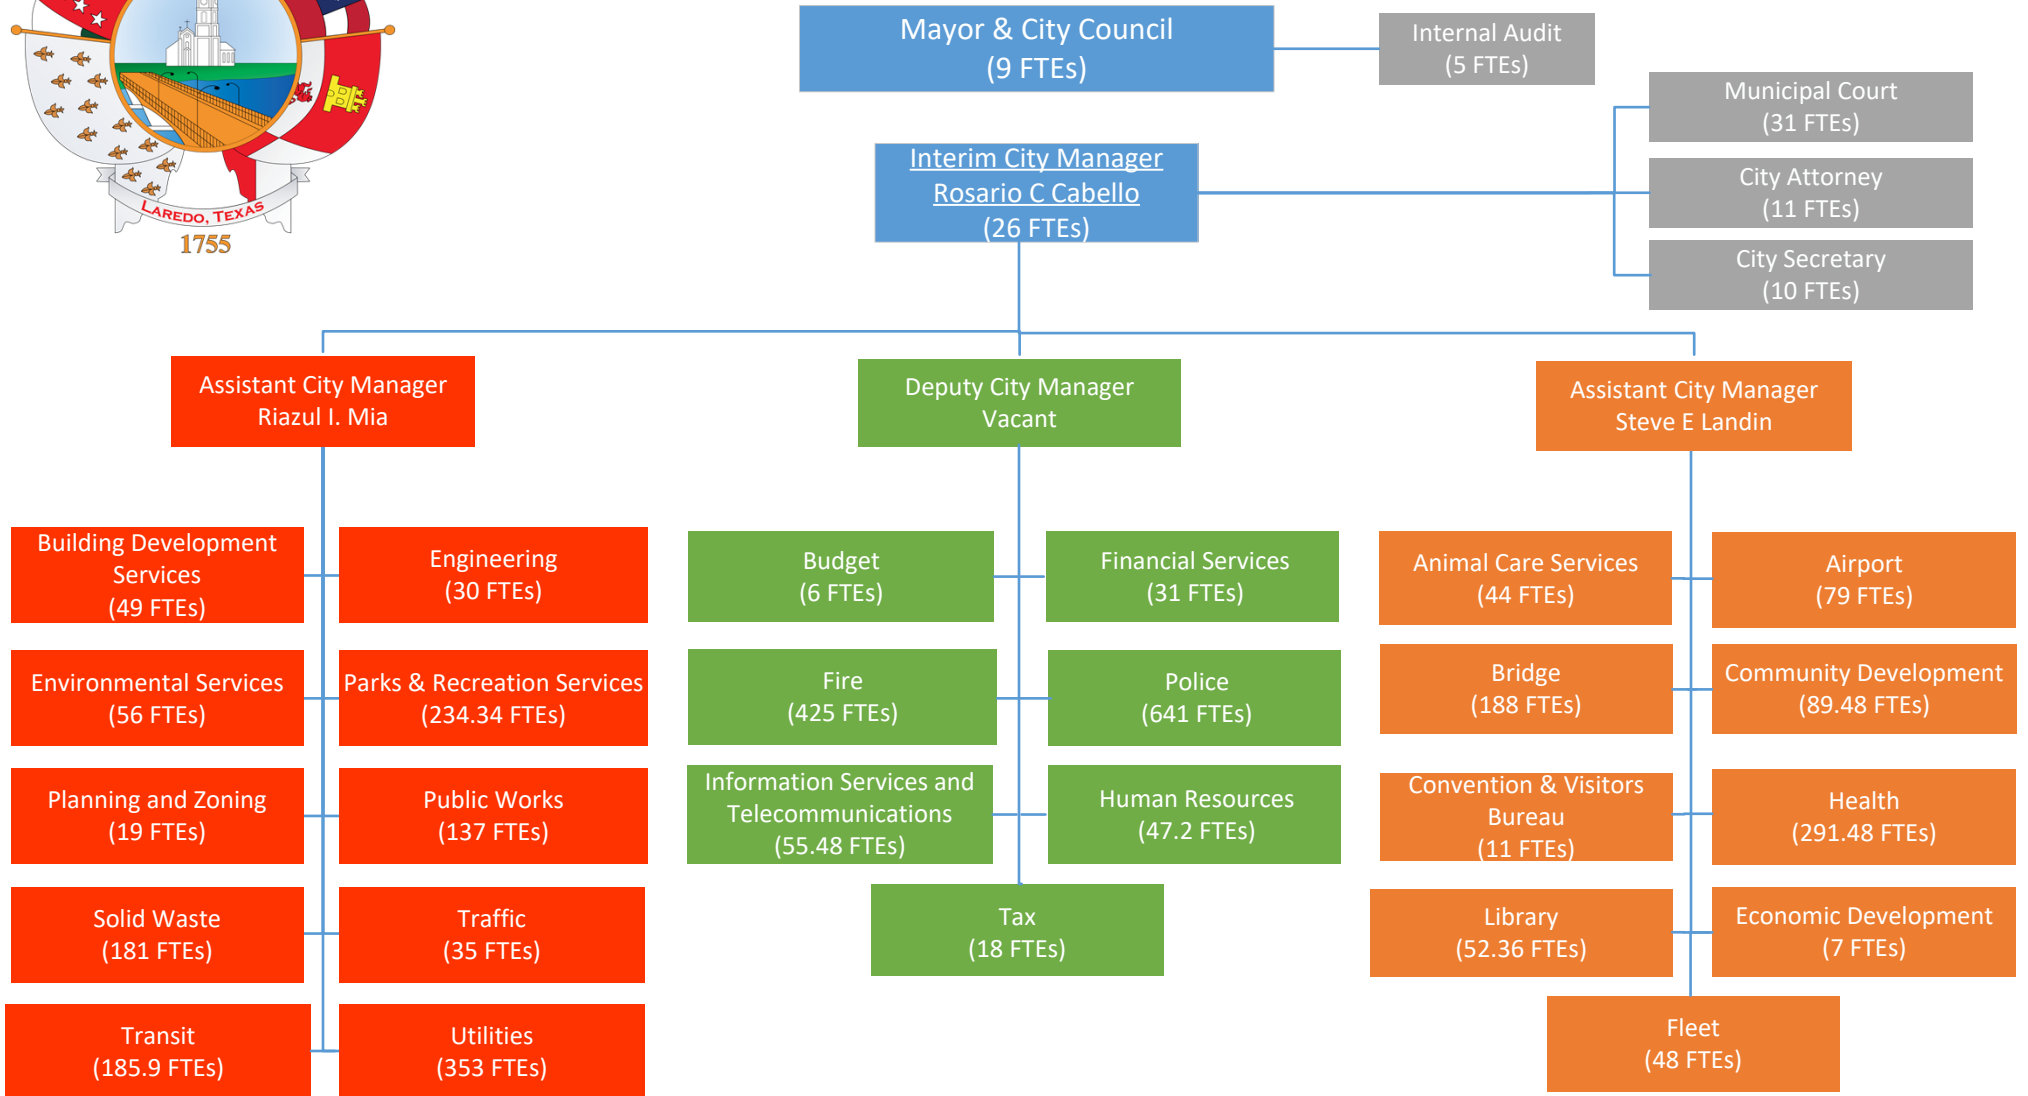 LAREDO, TEXAS
1755
Mayor & City Council
(9 FTEs)
Internal Audit
(5 FTEs)
Municipal Court
(31 FTEs)
Interim City Manager
Rosario C Cabello
(26 FTEs)
City Attorney
(11 FTEs)
City Secretary
(10 FTEs)
Assistant City Manager
Riazul I. Mia
Deputy City Manager
Vacant
Assistant City Manager
Steve E Landin
Building Development
Services
(49 FTEs)
Engineering
(30 FTEs)
Environmental Services
(56 FTEs)
Parks & Recreation Services
(234.34 FTEs)
Planning and Zoning
(19 FTEs)
Public Works
(137 FTEs)
Solid Waste
(181 FTEs)
Traffic
(35 FTEs)
Transit
(185.9 FTEs)
Utilities
(353 FTEs)
Budget
(6 FTEs)
Financial Services
(31 FTEs)
Fire
(425 FTEs)
Police
(641 FTEs)
Information Services and
Telecommunications
(55.48 FTEs)
Human Resources
(47.2 FTEs)
Tax
(18 FTEs)
Animal Care Services
(44 FTEs)
Airport
(79 FTEs)
Bridge
(188 FTEs)
Community Development
(89.48 FTEs)
Convention & Visitors
Bureau
(11 FTEs)
Health
(291.48 FTEs)
Library
(52.36 FTEs)
Economic Development
(7 FTEs)
Fleet
(48 FTEs)